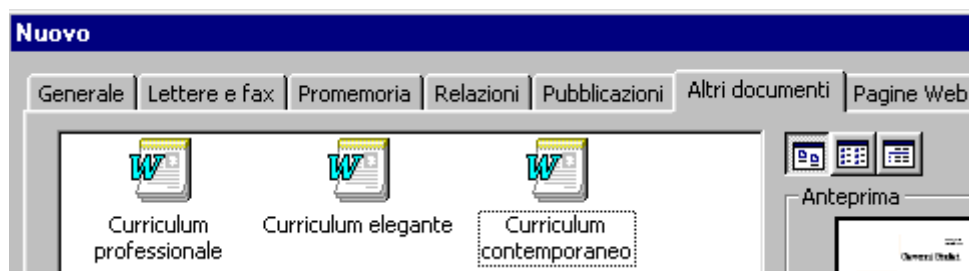 Nuovo
Generale Lettere e fax Promemoria Relazioni Pubblicazioni Altri documenti Pagine Web
Curriculum professionale
Curriculum elegante
Curriculum contemporaneo
Anteprima